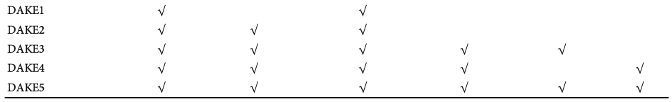 DAKE1 √ √
DAKE2 √ √ √
DAKE3 √ √ √ √ √
DAKE4 √ √ √ √ √
DAKE5 √ √ √ √ √ √